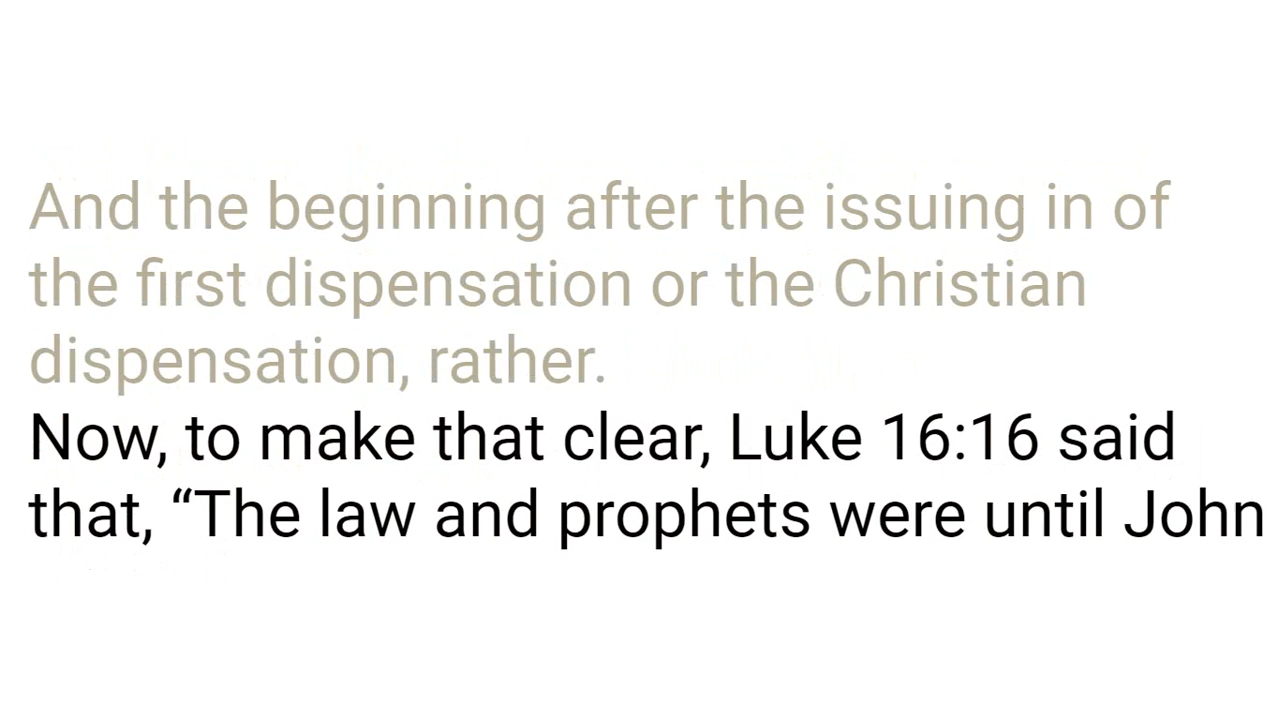 And the beginning after the issuing in of
the first dispensation or the Christian
dispensation, rather.
Now, to make that clear, Luke 16:16 said
that, “The law and prophets were until John